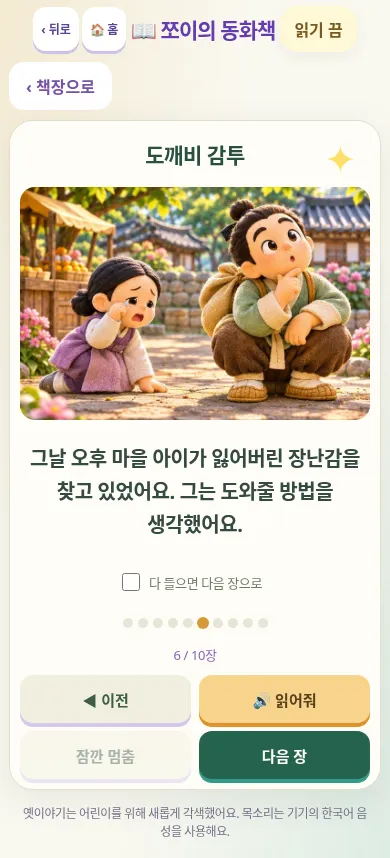 ‹ 뒤로
🏠 홈
📖 쪼이의 동화책
읽기 끔
‹ 책장으로
도깨비 감투
그날 오후 마을 아이가 잃어버린 장난감을
찾고 있었어요. 그는 도와줄 방법을
생각했어요.
다 들으면 다음 장으로
6 / 10장
◀ 이전
🔊 읽어줘
잠깐 멈춤
다음 장
옛이야기는 어린이를 위해 새롭게 각색했어요. 목소리는 기기의 한국어 음
성을 사용해요.